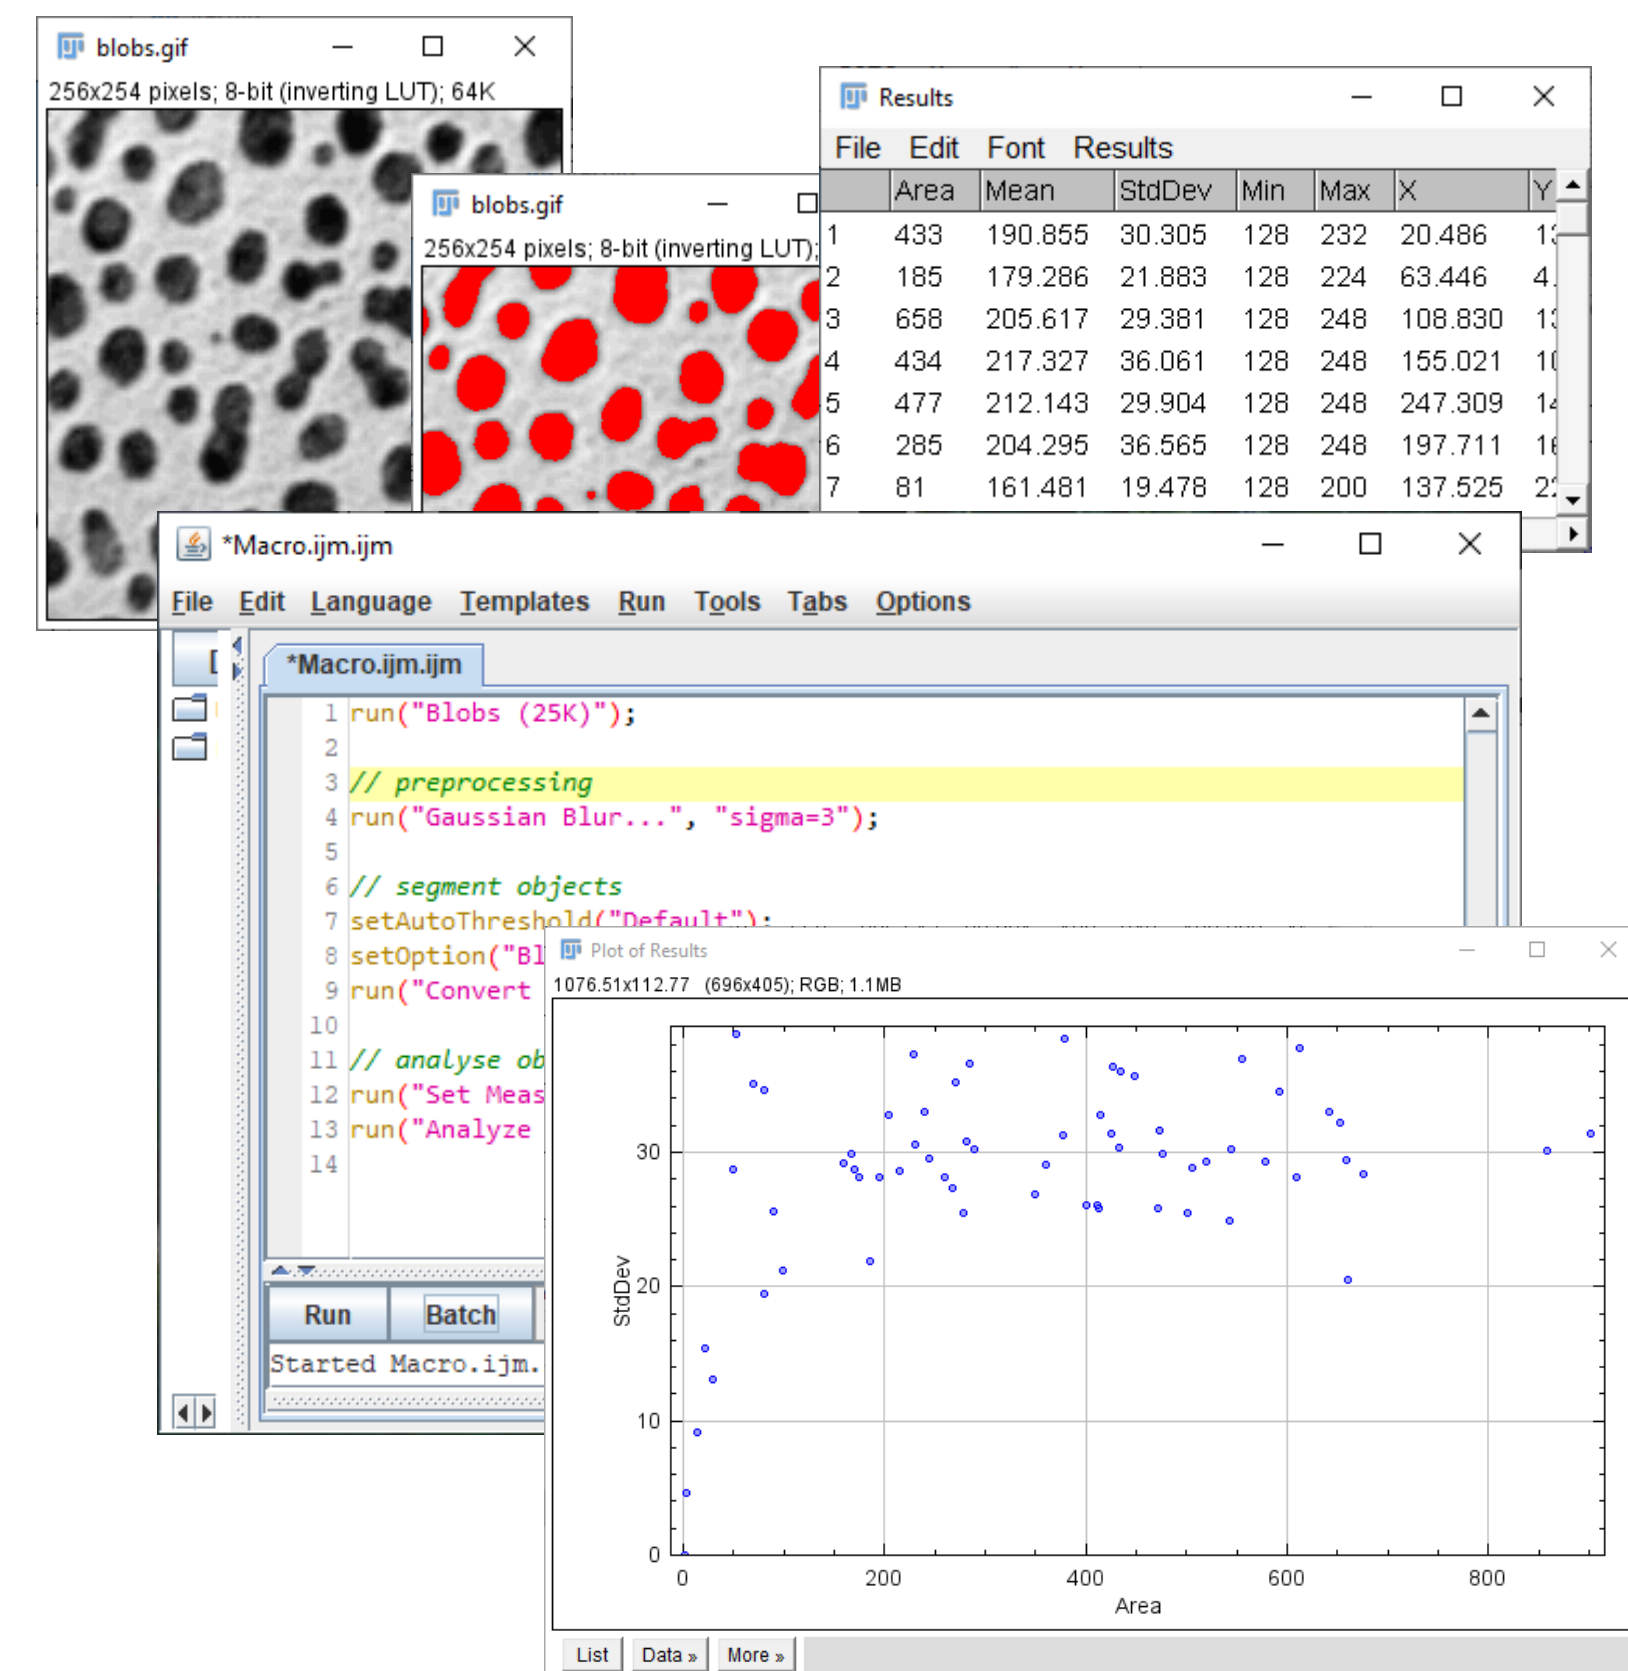 blobs.gif
256x254 pixels; 8-bit (inverting LUT); 64K
blobs.gif
256x254 pixels; 8-bit (inverting LUT);
Results
File Edit Font Results
Area Mean StdDev Min Max X Y
1 433 190.855 30.305 128 232 20.486
2 185 179.286 21.883 128 224 63.446 4.
3 658 205.617 29.381 128 248 108.830
4 434 217.327 36.061 128 248 155.021
5 477 212.143 29.904 128 248 247.309
6 285 204.295 36.565 128 248 197.711
7 81 161.481 19.478 128 200 137.525
*Macro.ijm.ijm
File Edit Language Templates Run Tools Tabs Options
*Macro.ijm.ijm
1 run("Blobs (25K)");
2
3 // preprocessing
4 run("Gaussian Blur...", "sigma=3");
5
6 // segment objects
7 setAutoThreshold("Default");
8 setOption("Bl
9 run("Convert
10
11 // analyse ob
12 run("Set Meas
13 run("Analyze
14
Run Batch
Started Macro.ijm.
Plot of Results
1076.51x112.77 (696x405); RGB; 1.1MB
30
20
10
0
StdDev
0 200 400 600 800
Area
List Data » More »